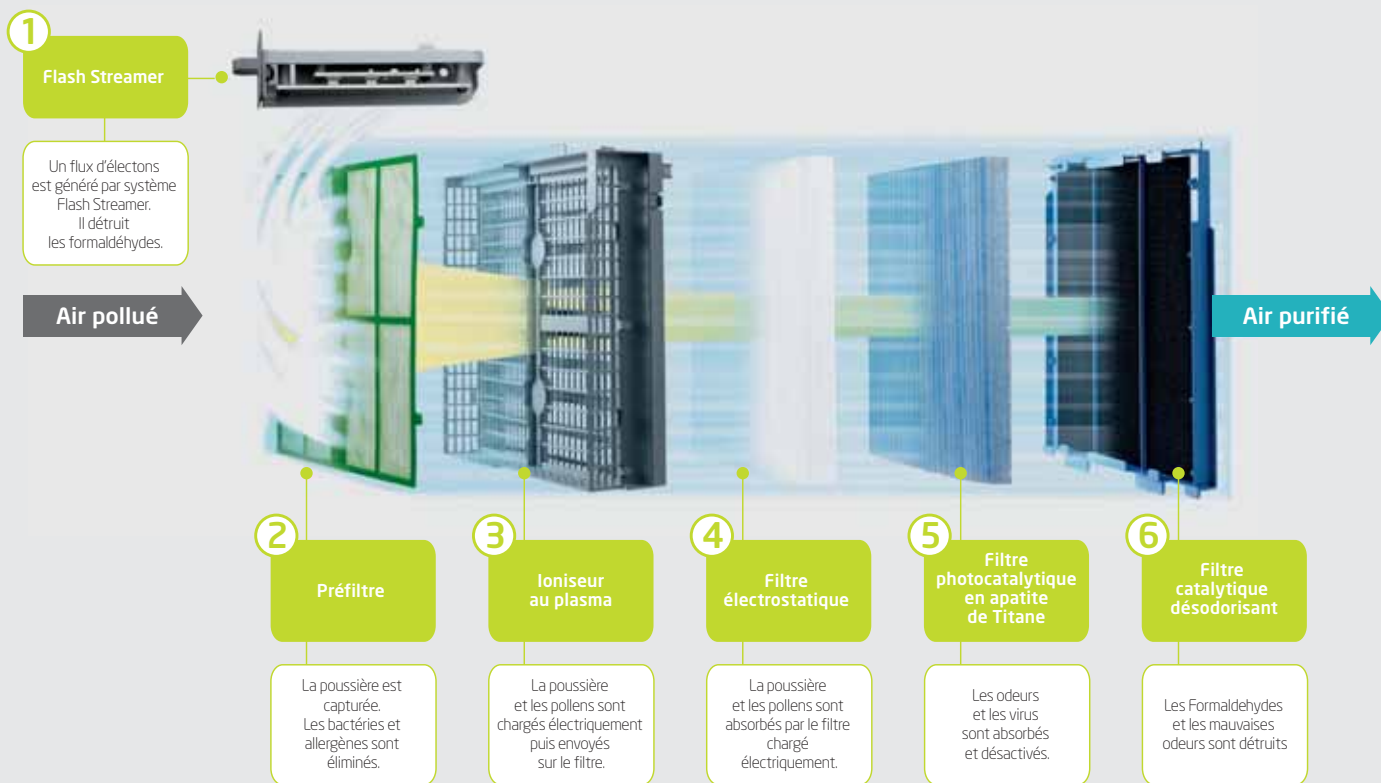 1
Flash Streamer
Un flux d'électons
est généré par système
Flash Streamer.
Il détruit
les formaldéhydes.
Air pollué
Air purifié
2
Préfiltre
La poussière est
capturée.
Les bactéries et
allergènes sont
éliminés.
3
Ioniseur
au plasma
La poussière
et les pollens sont
chargés électriquement
puis envoyés
sur le filtre.
4
Filtre
électrostatique
La poussière
et les pollens sont
absorbés par le filtre
chargé
électriquement.
5
Filtre
photocatalytique
en apatite
de Titane
Les odeurs
et les virus
sont absorbés
et désactivés.
6
Filtre
catalytique
désodorisant
Les Formaldehydes
et les mauvaises
odeurs sont détruits